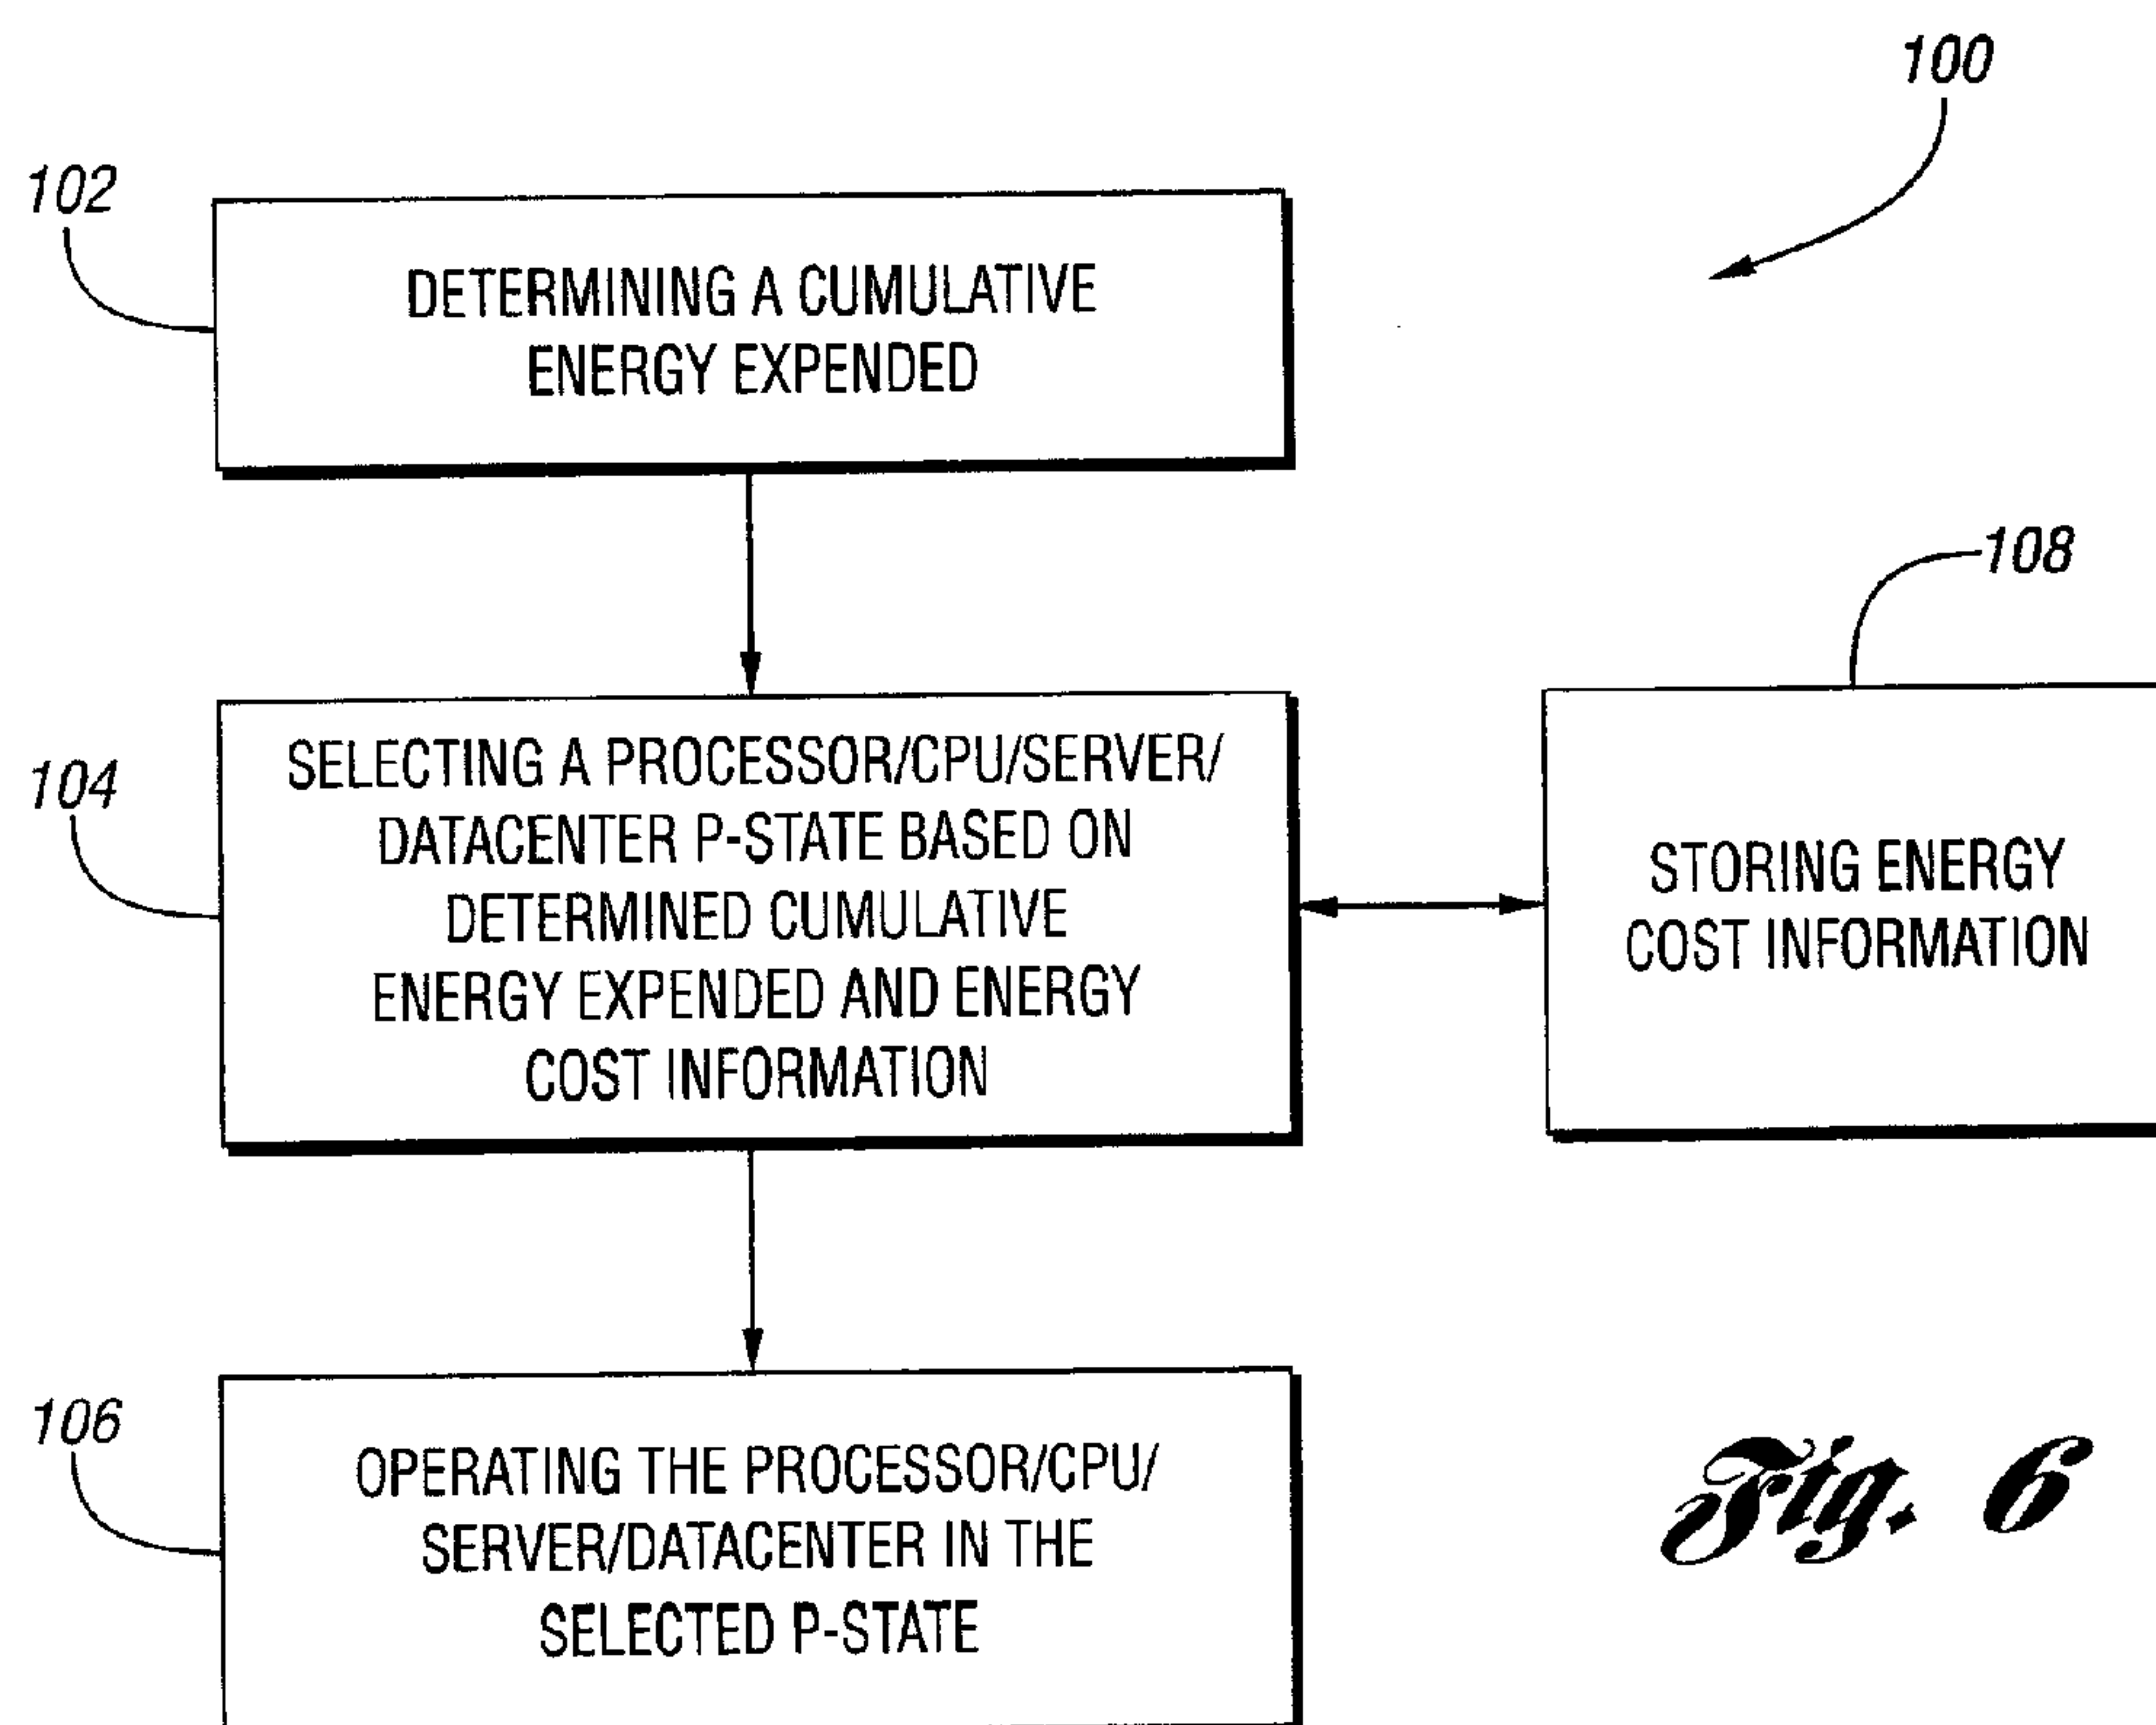 100
102
DETERMINING A CUMULATIVE
ENERGY EXPENDED
108
104
SELECTING A PROCESSOR/CPU/SERVER/
DATACENTER P-STATE BASED ON
DETERMINED CUMULATIVE
ENERGY EXPENDED AND ENERGY
COST INFORMATION
STORING ENERGY
COST INFORMATION
106
OPERATING THE PROCESSOR/CPU/
SERVER/DATACENTER IN THE
SELECTED P-STATE
Fig. 6